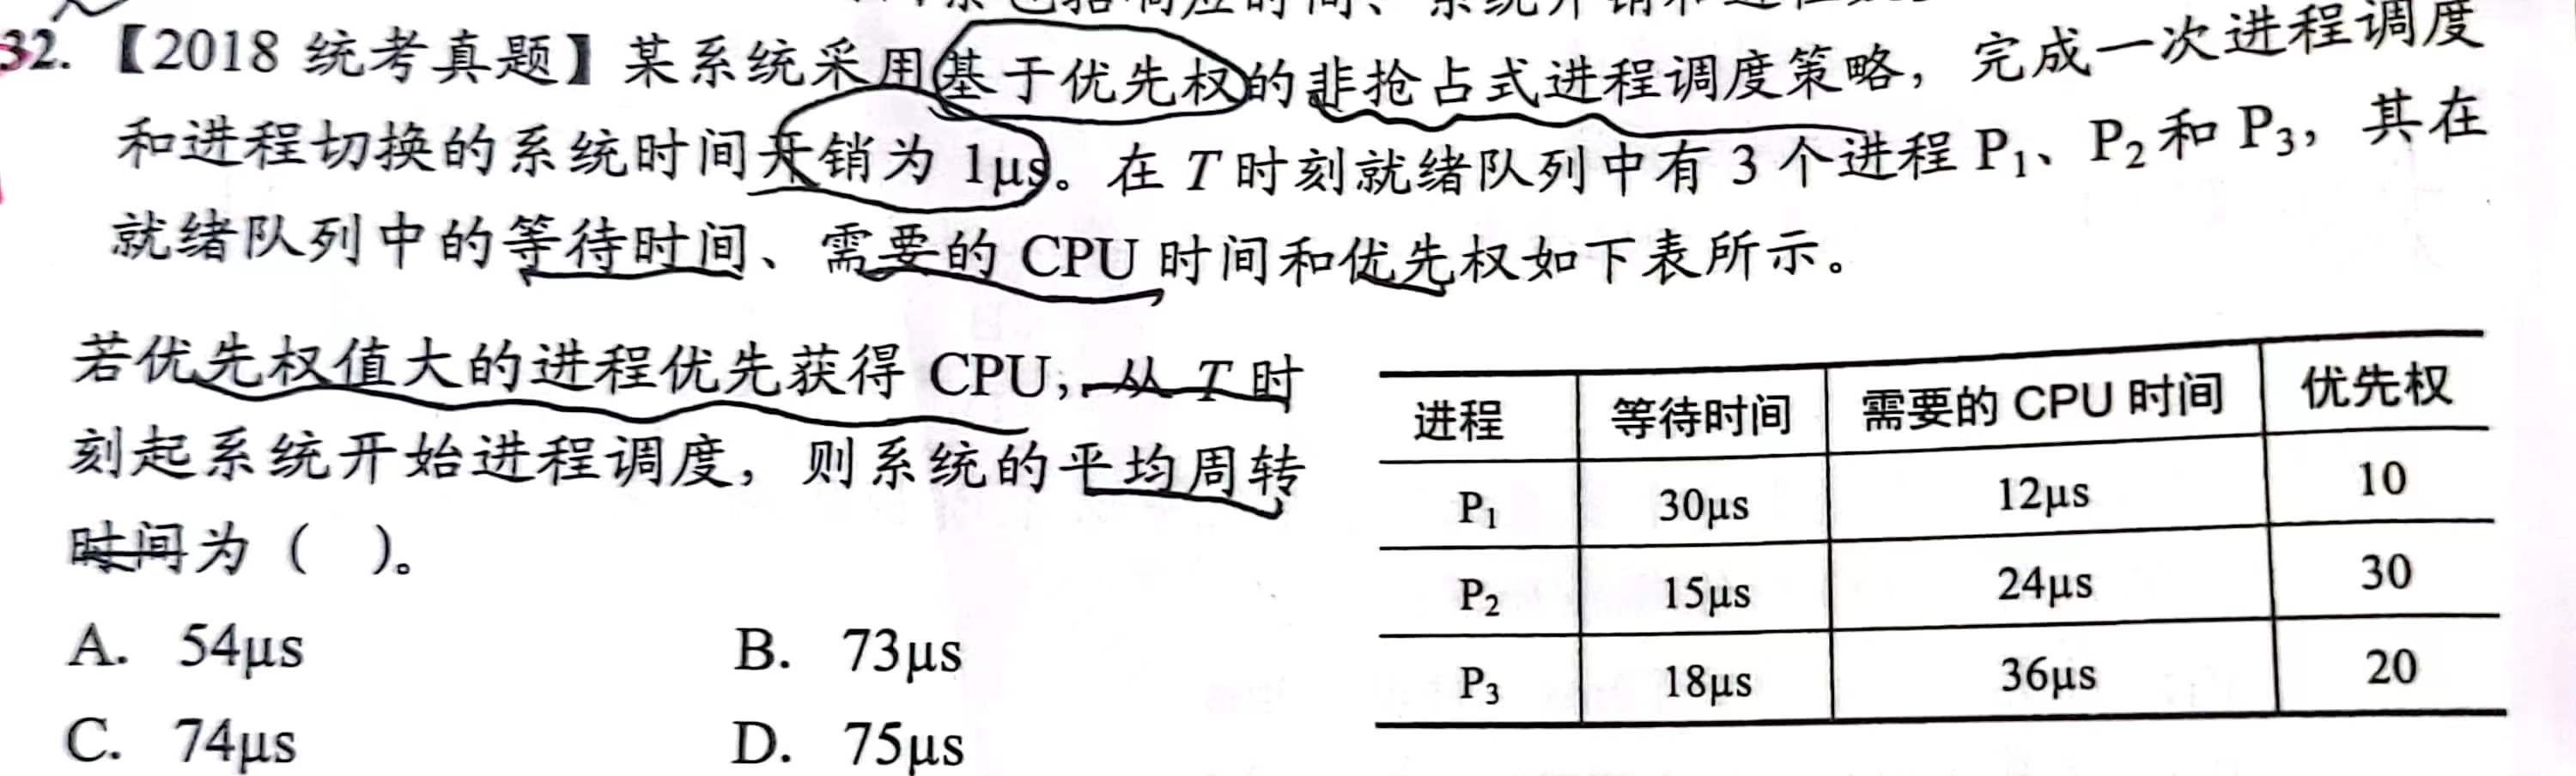 32. 【2018 统考真题】某系统采用基于优先权的非抢占式进程调度策略，完成一次进程调度
和进程切换的系统时间开销为 1μs。在 T 时刻就绪队列中有 3 个进程 P₁、P₂ 和 P₃，其在
就绪队列中的等待时间、需要的 CPU 时间和优先权如下表所示。
若优先权值大的进程优先获得 CPU，从 T 时
刻起系统开始进程调度，则系统的平均周转
时间为（ ）。
A. 54μs B. 73μs
C. 74μs D. 75μs
进程 等待时间 需要的 CPU 时间 优先权
P₁ 30μs 12μs 10
P₂ 15μs 24μs 30
P₃ 18μs 36μs 20